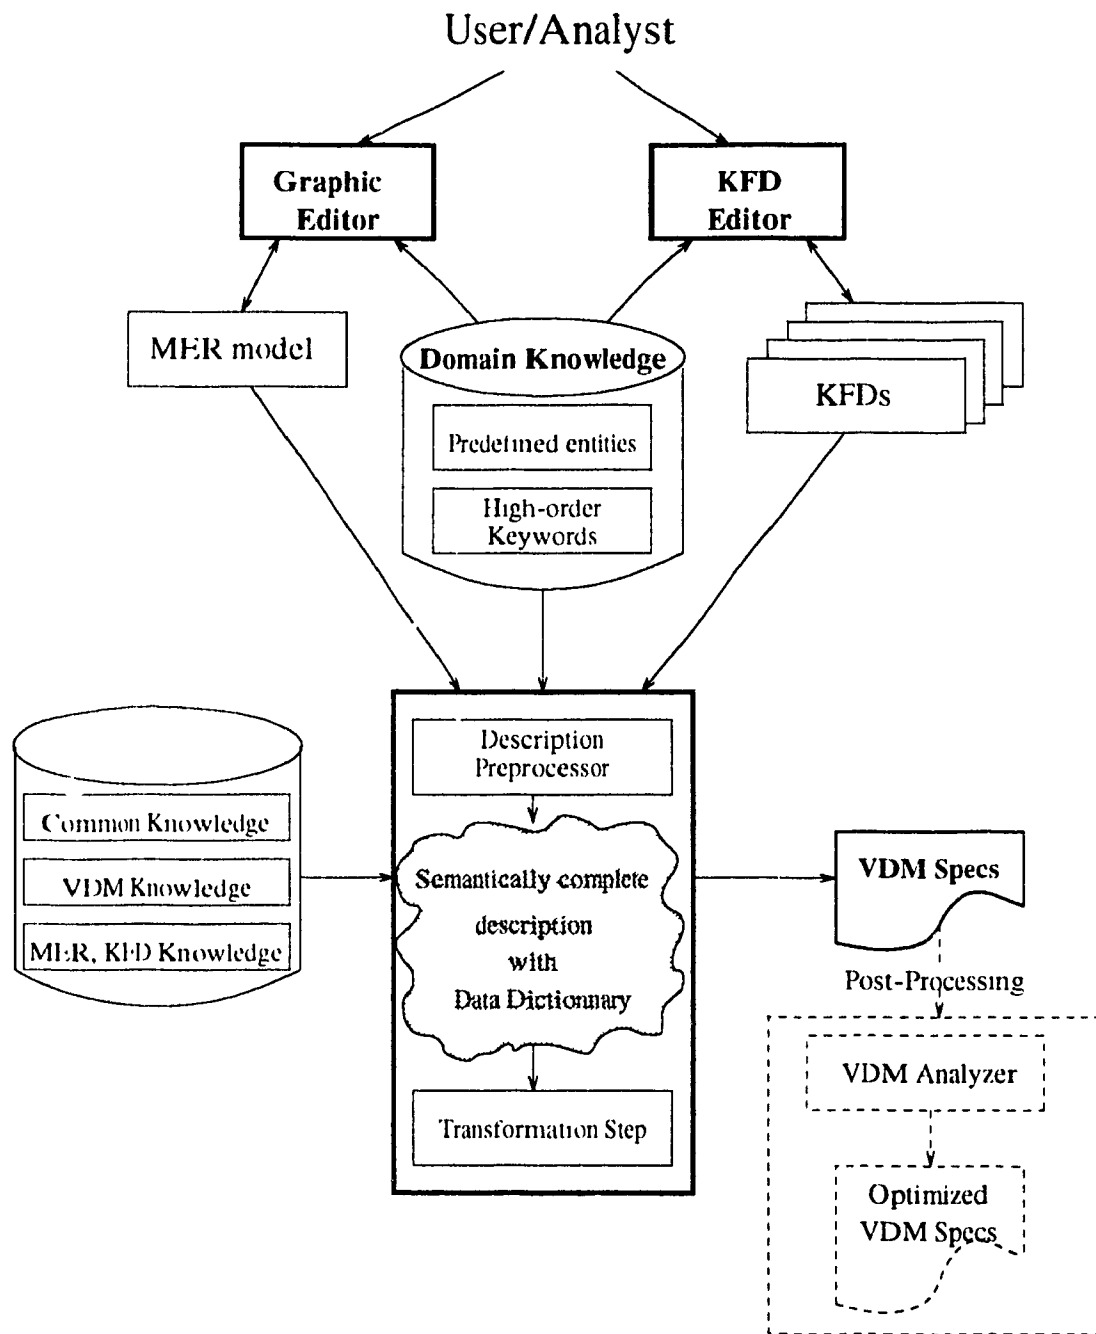 User/Analyst
Graphic
Editor
KFD
Editor
MER model
Domain Knowledge
Predefined entities
High-order
Keywords
KFDs
Description
Preprocessor
Common Knowledge
VDM Knowledge
MER, KFD Knowledge
Semantically complete
description
with
Data Dictionnary
Transformation Step
VDM Specs
Post-Processing
VDM Analyzer
Optimized
VDM Specs